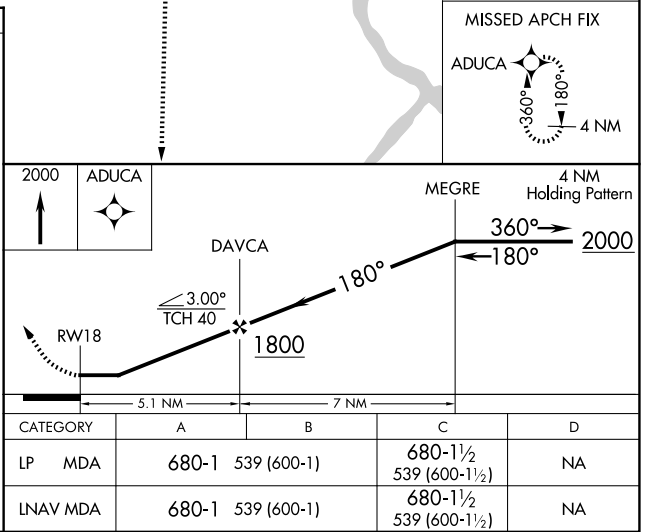 MISSED APCH FIX
ADUCA
360°
180°
4 NM
2000
ADUCA
MEGRE
4 NM
Holding Pattern
360°
2000
180°
DAVCA
180°
3.00°
TCH 40
RW18
1800
5.1 NM
7 NM
CATEGORY A B C D
LP MDA 680-1 539 (600-1) 680-1½ 539 (600-1½) NA
LNAV MDA 680-1 539 (600-1) 680-1½ 539 (600-1½) NA